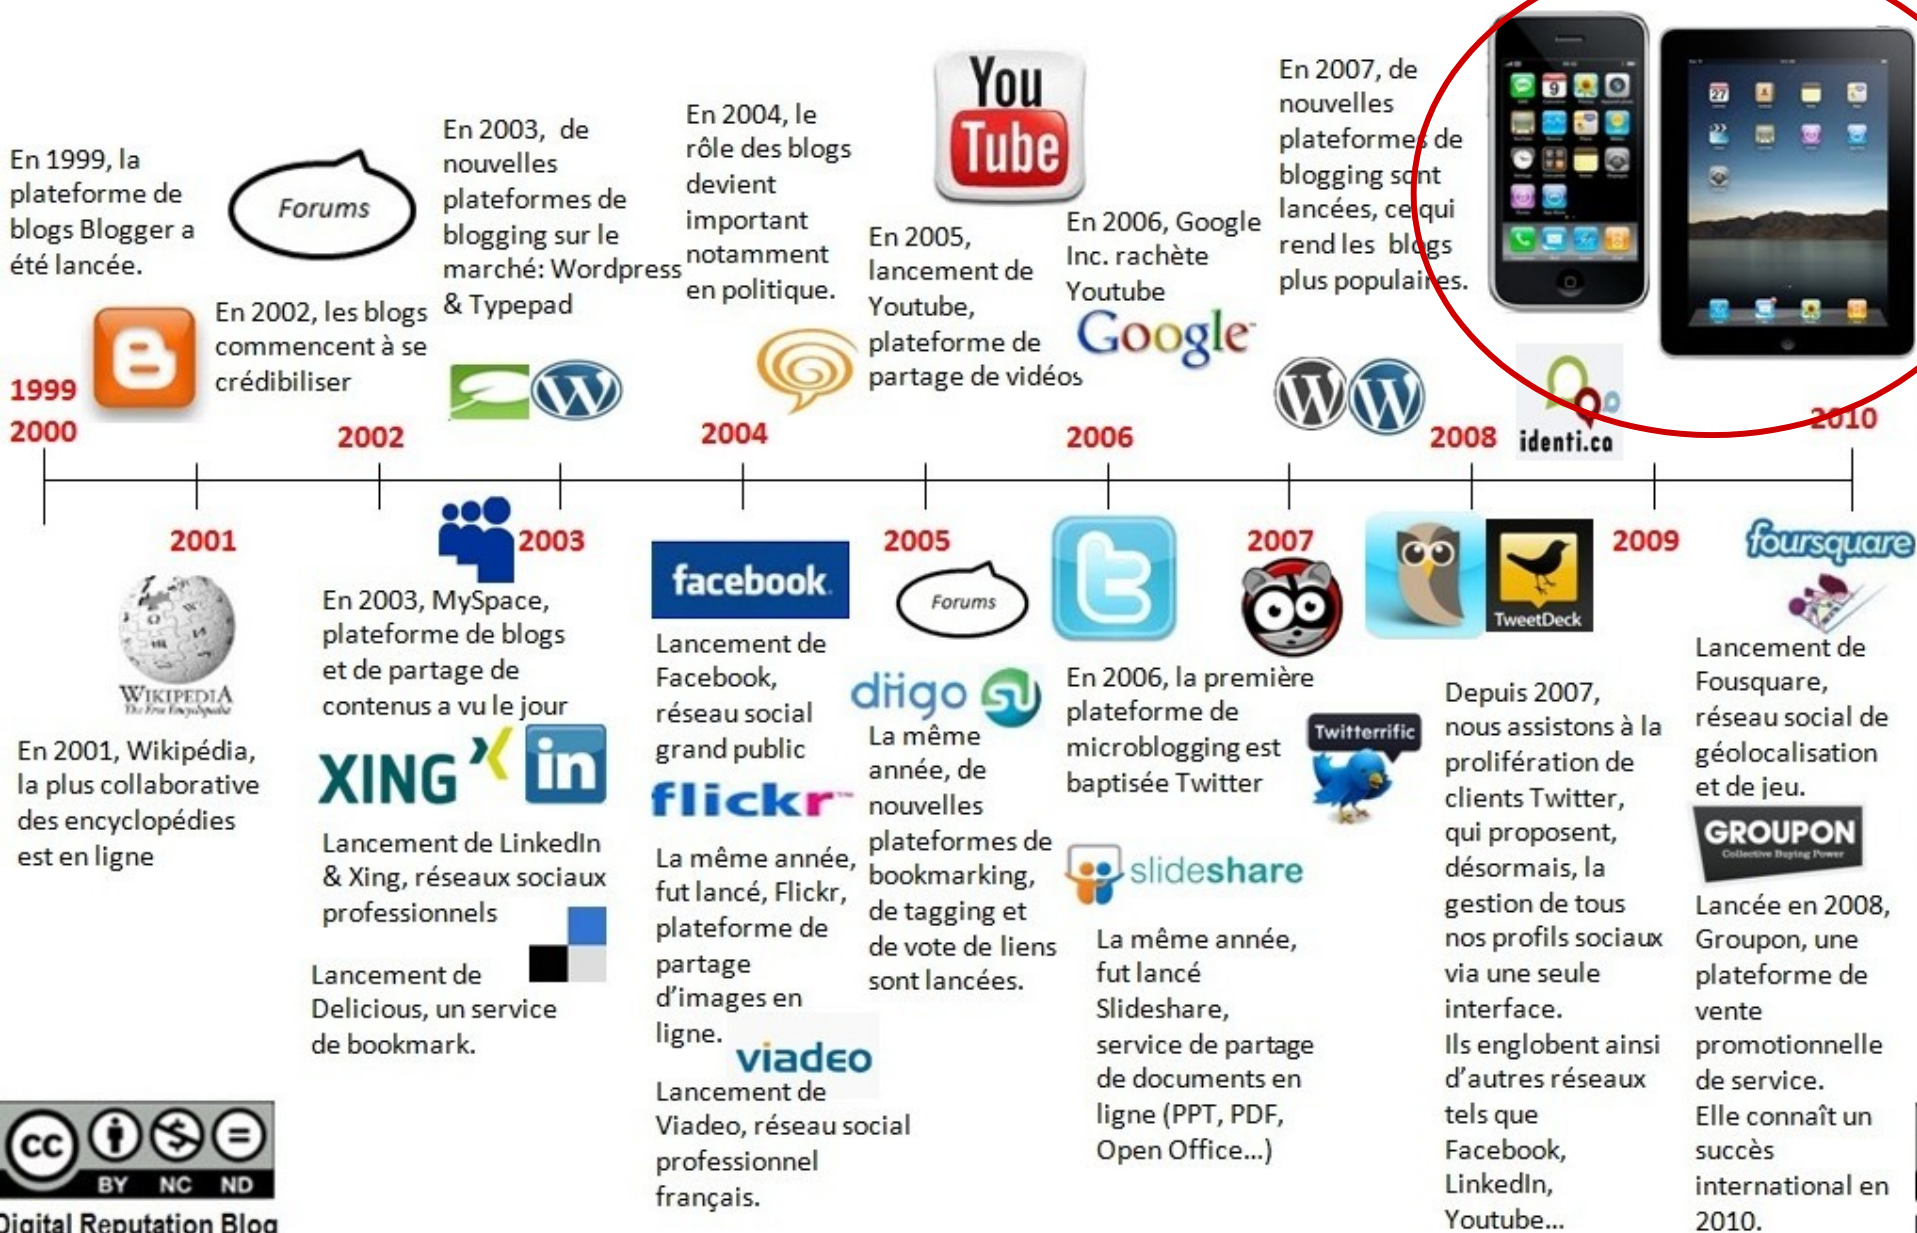 En 1999, la
plateforme de
blogs Blogger a
été lancée.
Forums
En 2002, les blogs
commencent à se
crédibiliser
En 2003, de
nouvelles
plateformes de
blogging sur le
marché: Wordpress
& Typepad
En 2004, le
rôle des blogs
devient
important
notamment
en politique.
You
Tube
En 2005,
lancement de
Youtube,
plateforme de
partage de vidéos
En 2006, Google
Inc. rachète
Youtube
Google
En 2007, de
nouvelles
plateformes de
blogging sont
lancées, ce qui
rend les blogs
plus populaires.
identi.ca
1999
2000
2002
2004
2006
2008
2010
2001
2003
2005
2007
2009
WIKIPEDIA
The Free Encyclopedia
En 2001, Wikipédia,
la plus collaborative
des encyclopédies
est en ligne
En 2003, MySpace,
plateforme de blogs
et de partage de
contenus a vu le jour
XING
in
Lancement de LinkedIn
& Xing, réseaux sociaux
professionnels
Lancement de
Delicious, un service
de bookmark.
facebook
Lancement de
Facebook,
réseau social
grand public
flickr
La même année,
fut lancé, Flickr,
plateforme de
partage
d'images en
ligne.
viadeo
Lancement de
Viadeo, réseau social
professionnel
français.
Forums
diigo
La même
année, de
nouvelles
plateformes de
bookmarking,
de tagging et
de vote de liens
sont lancées.
En 2006, la première
plateforme de
microblogging est
baptisée Twitter
Twitterrific
slideshare
La même année,
fut lancé
Slideshare,
service de partage
de documents en
ligne (PPT, PDF,
Open Office...)
TweetDeck
Depuis 2007,
nous assistons à la
prolifération de
clients Twitter,
qui proposent,
désormais, la
gestion de tous
nos profils sociaux
via une seule
interface.
Ils englobent ainsi
d'autres réseaux
tels que
Facebook,
LinkedIn,
Youtube...
foursquare
Lancement de
Fousquare,
réseau social de
géolocalisation
et de jeu.
GROUPON
Collective Buying Power
Lancée en 2008,
Groupon, une
plateforme de
vente
promotionnelle
de service.
Elle connaît un
succès
international en
2010.
cc
BY NC ND
Digital Reputation Blog